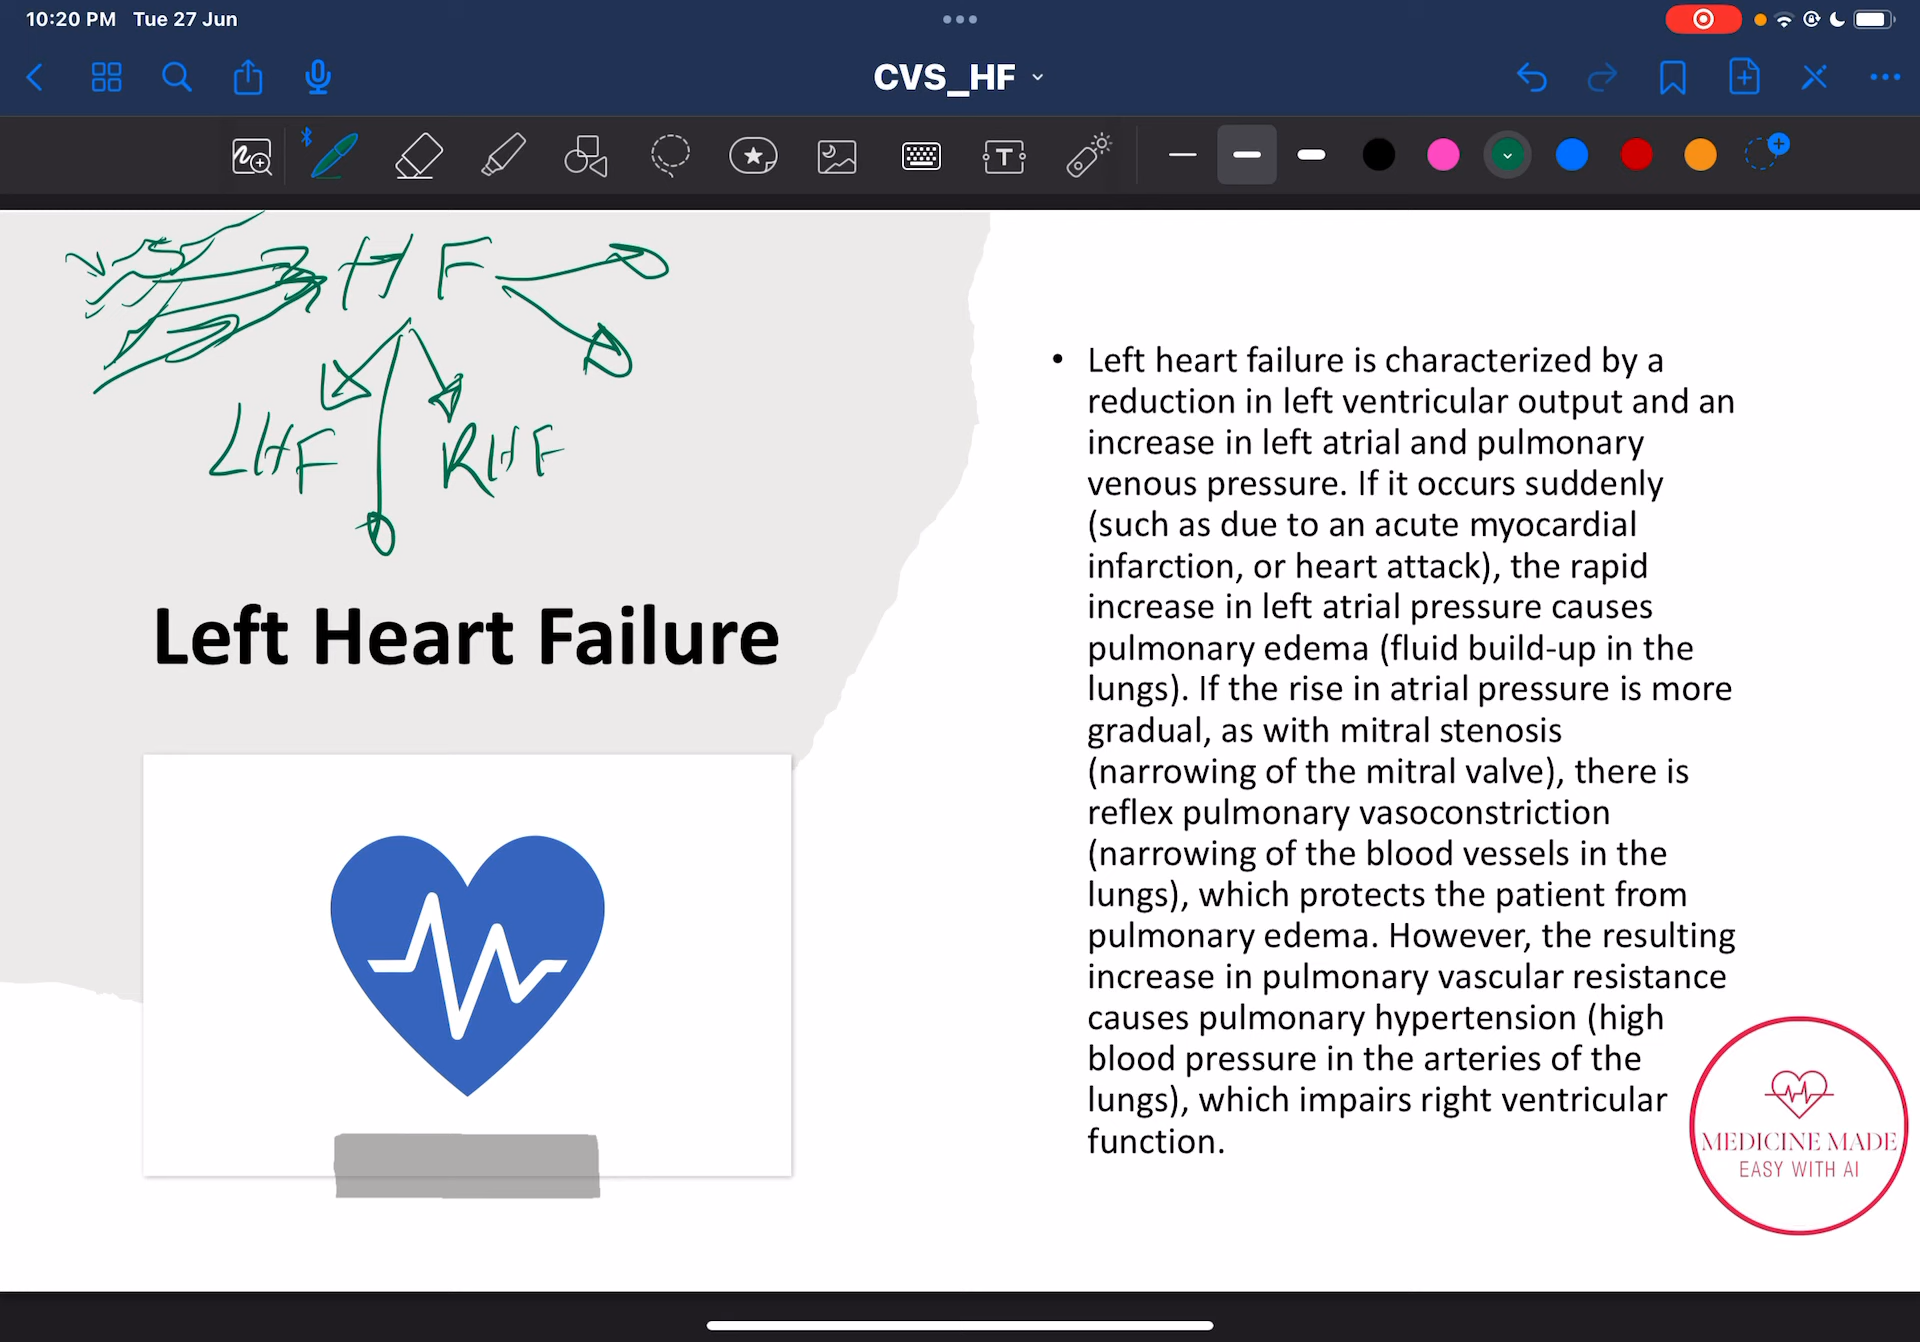 10:20 PM Tue 27 Jun
CVS_HF
T
HF
LHF
RHF
Left Heart Failure
• Left heart failure is characterized by a
reduction in left ventricular output and an
increase in left atrial and pulmonary
venous pressure. If it occurs suddenly
(such as due to an acute myocardial
infarction, or heart attack), the rapid
increase in left atrial pressure causes
pulmonary edema (fluid build-up in the
lungs). If the rise in atrial pressure is more
gradual, as with mitral stenosis
(narrowing of the mitral valve), there is
reflex pulmonary vasoconstriction
(narrowing of the blood vessels in the
lungs), which protects the patient from
pulmonary edema. However, the resulting
increase in pulmonary vascular resistance
causes pulmonary hypertension (high
blood pressure in the arteries of the
lungs), which impairs right ventricular
function.
MEDICINE MADE
EASY WITH AI